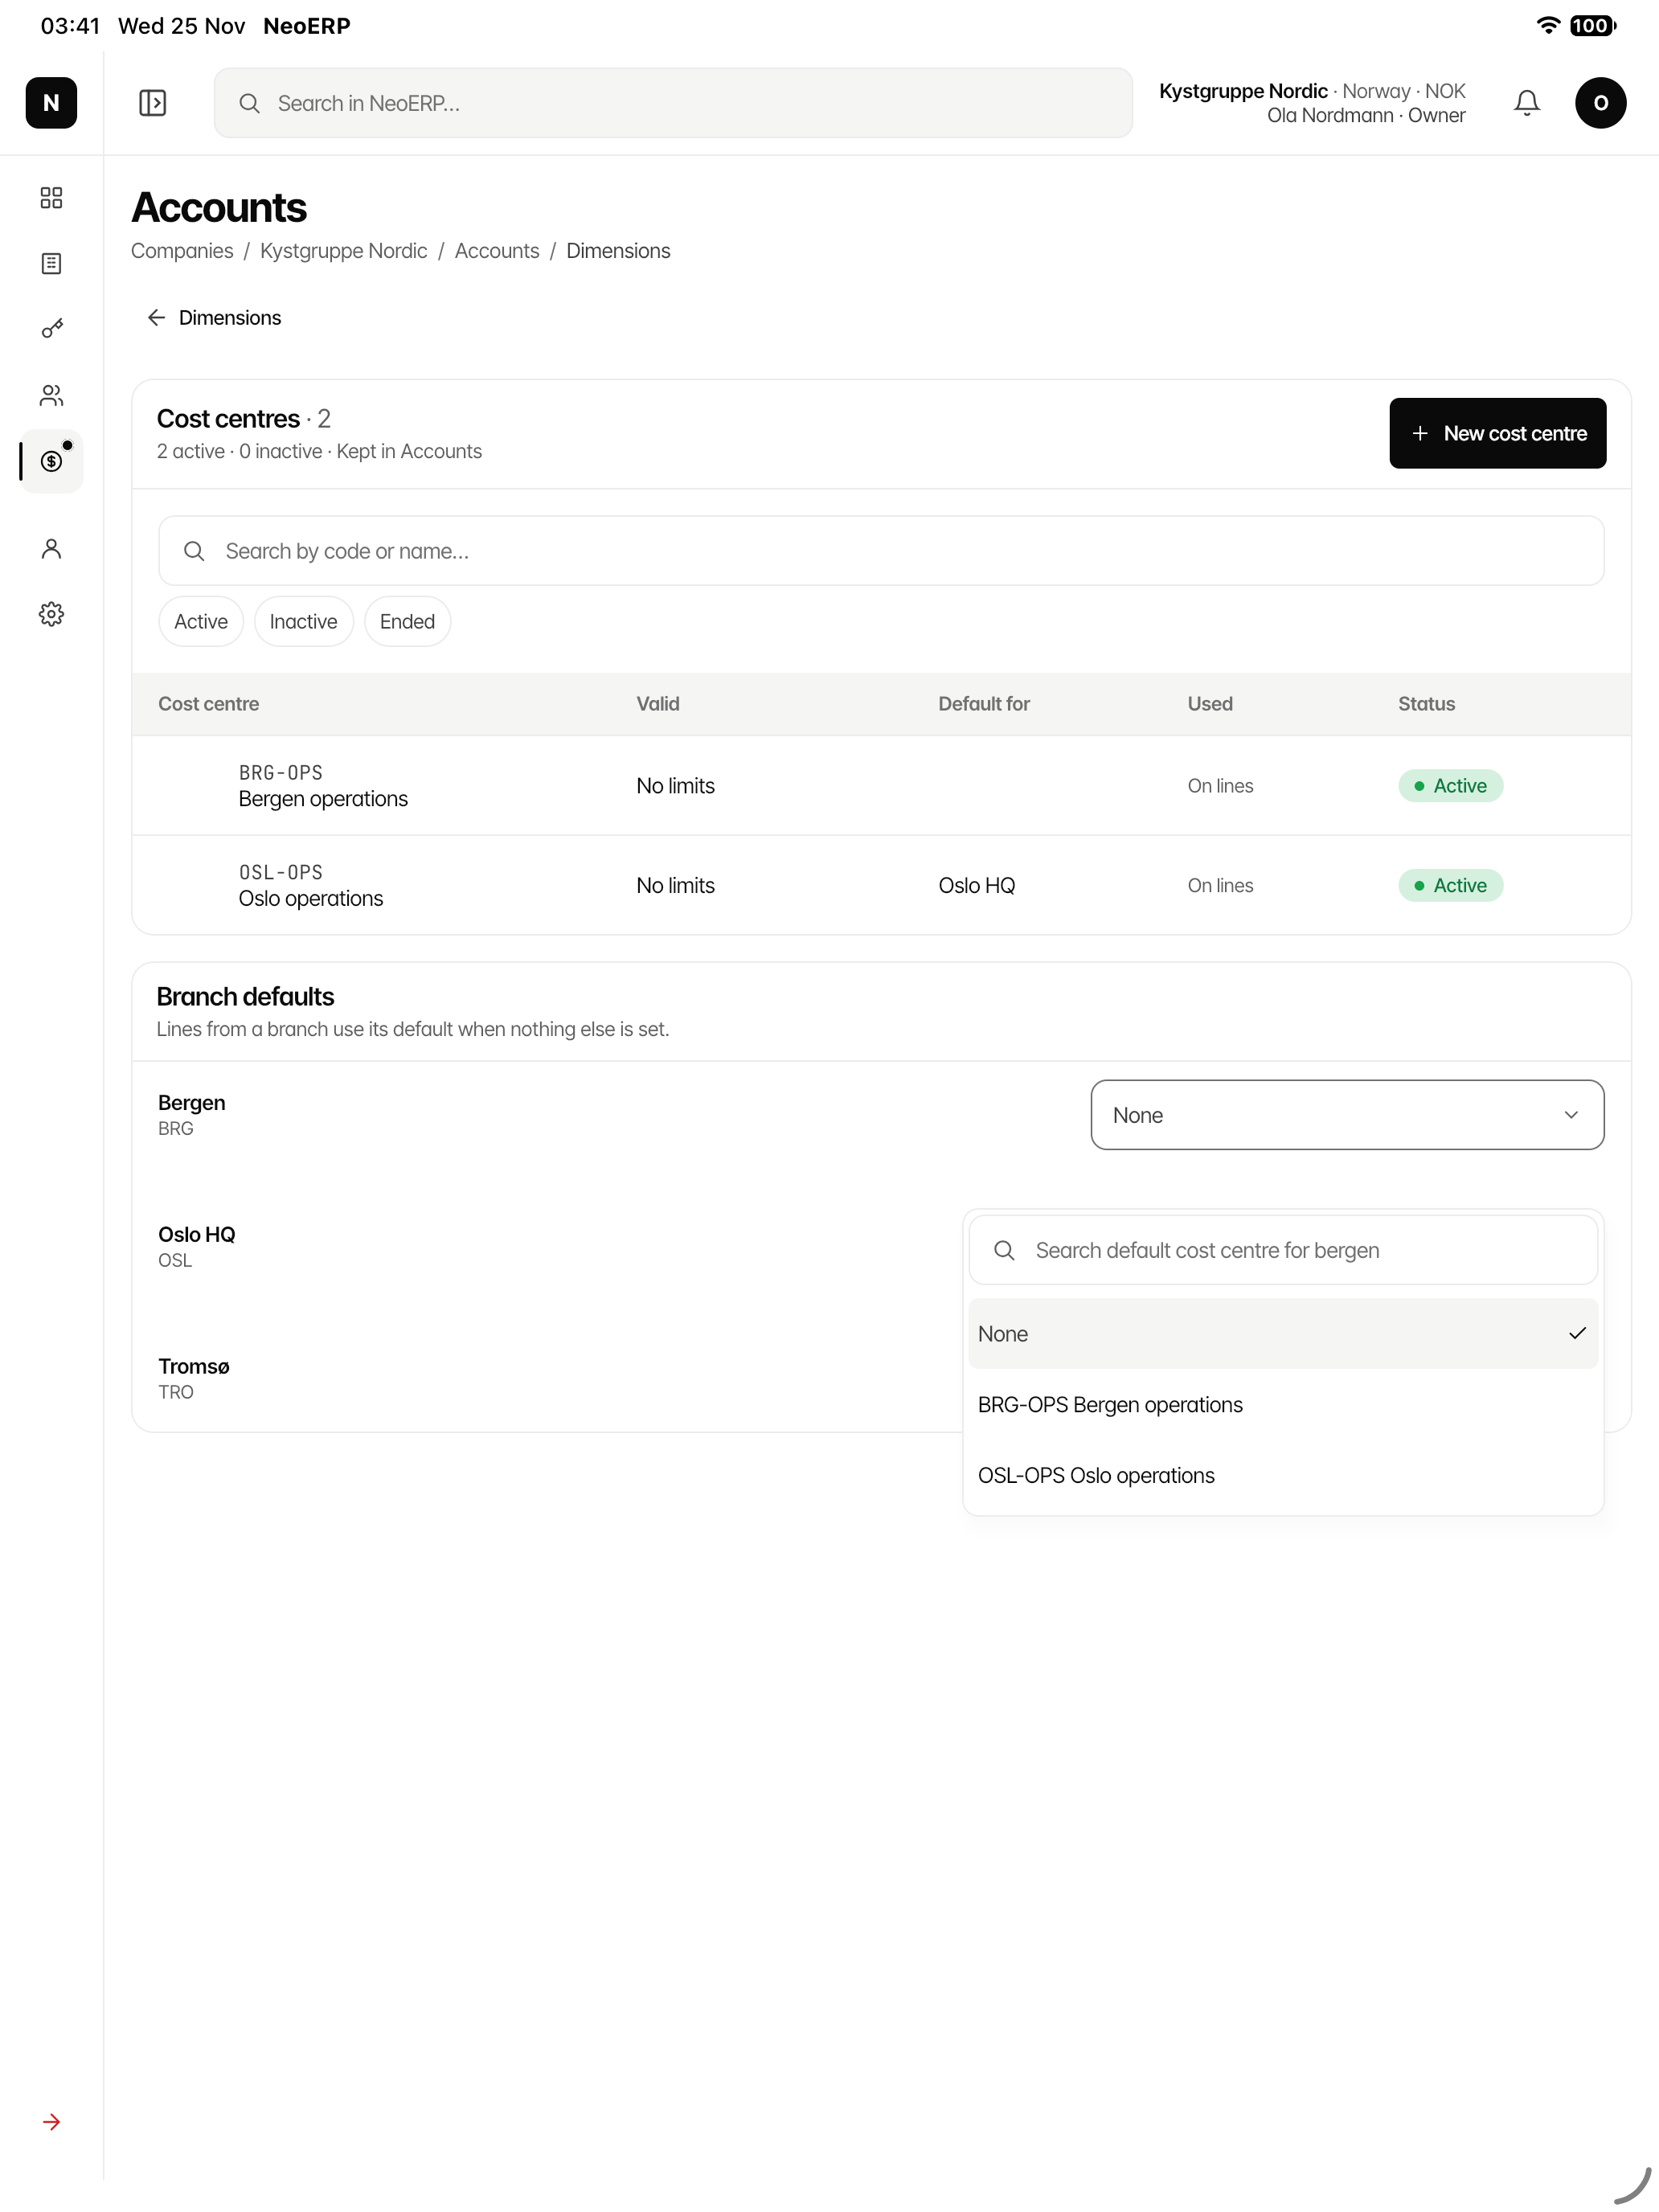 03:41 Wed 25 Nov NeoERP
100
N
Search in NeoERP...
Kystgruppe Nordic · Norway · NOK
Ola Nordmann · Owner
O
Accounts
Companies / Kystgruppe Nordic / Accounts / Dimensions
Dimensions
Cost centres · 2
2 active · 0 inactive · Kept in Accounts
New cost centre
Search by code or name...
Active Inactive Ended
Cost centre Valid Default for Used Status
BRG-OPS
Bergen operations
No limits On lines Active
OSL-OPS
Oslo operations
No limits Oslo HQ On lines Active
Branch defaults
Lines from a branch use its default when nothing else is set.
Bergen
BRG
None
Oslo HQ
OSL
Search default cost centre for bergen
None
Tromsø
TRO
BRG-OPS Bergen operations
OSL-OPS Oslo operations